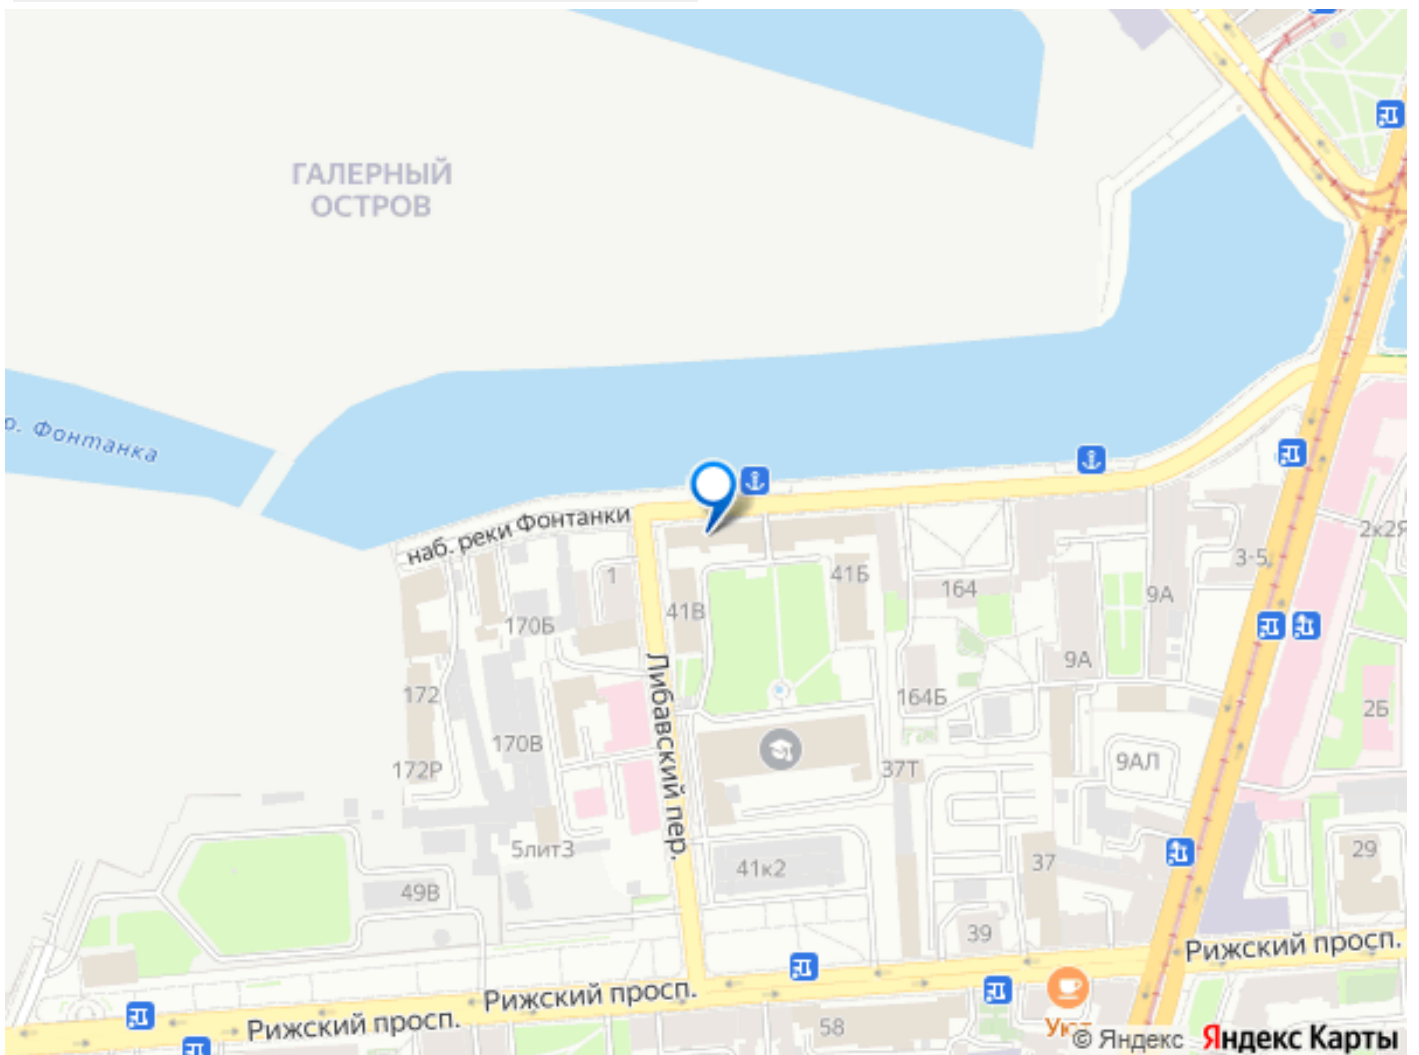 ГАЛЕРНЫЙ
ОСТРОВ
р. Фонтанка
наб. реки Фонтанки
2к2Я
3-5
1
41Б
164
9А
41В
170Б
9А
172
164Б
2Б
170В
Либавский пер.
172Р
37Т
9АЛ
5лит3
41к2
37
29
49В
39
Рижский просп.
Рижский просп.
Рижский просп.
58
Уют
© Яндекс Яндекс Карты